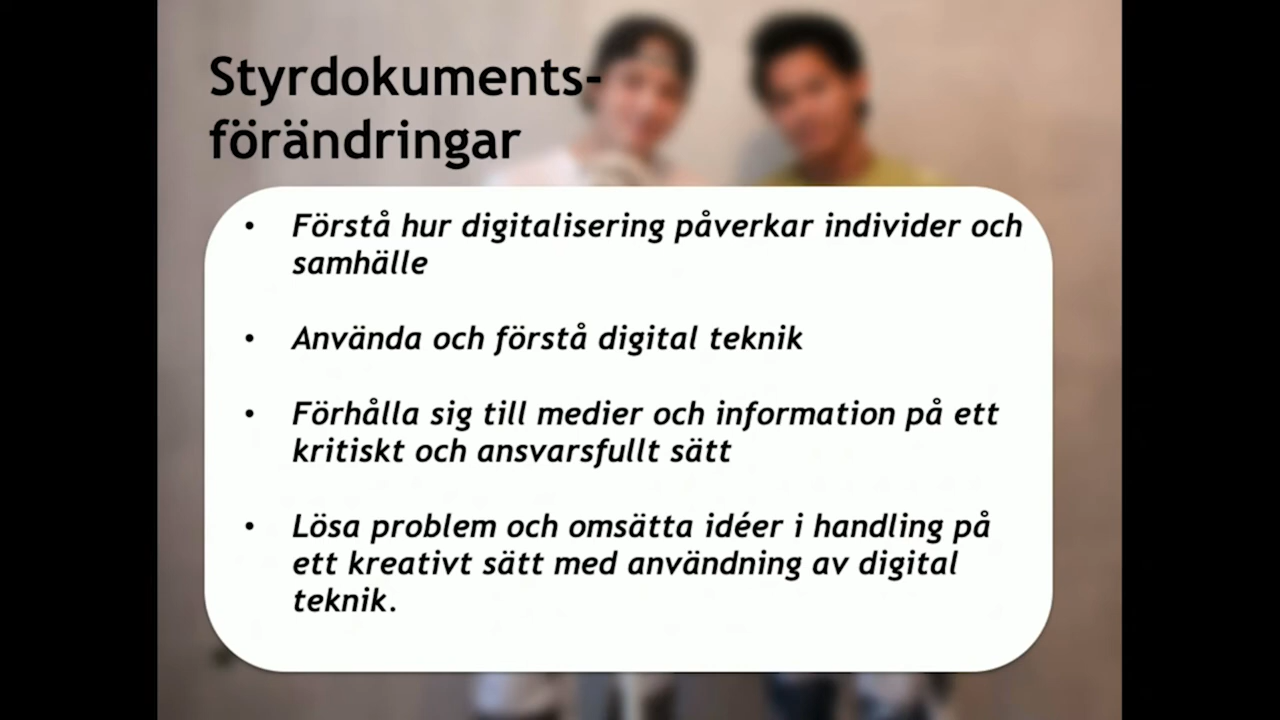 Styrdokuments-
förändringar
• Förstå hur digitalisering påverkar individer och
samhälle
• Använda och förstå digital teknik
• Förhålla sig till medier och information på ett
kritiskt och ansvarsfullt sätt
• Lösa problem och omsätta idéer i handling på
ett kreativt sätt med användning av digital
teknik.